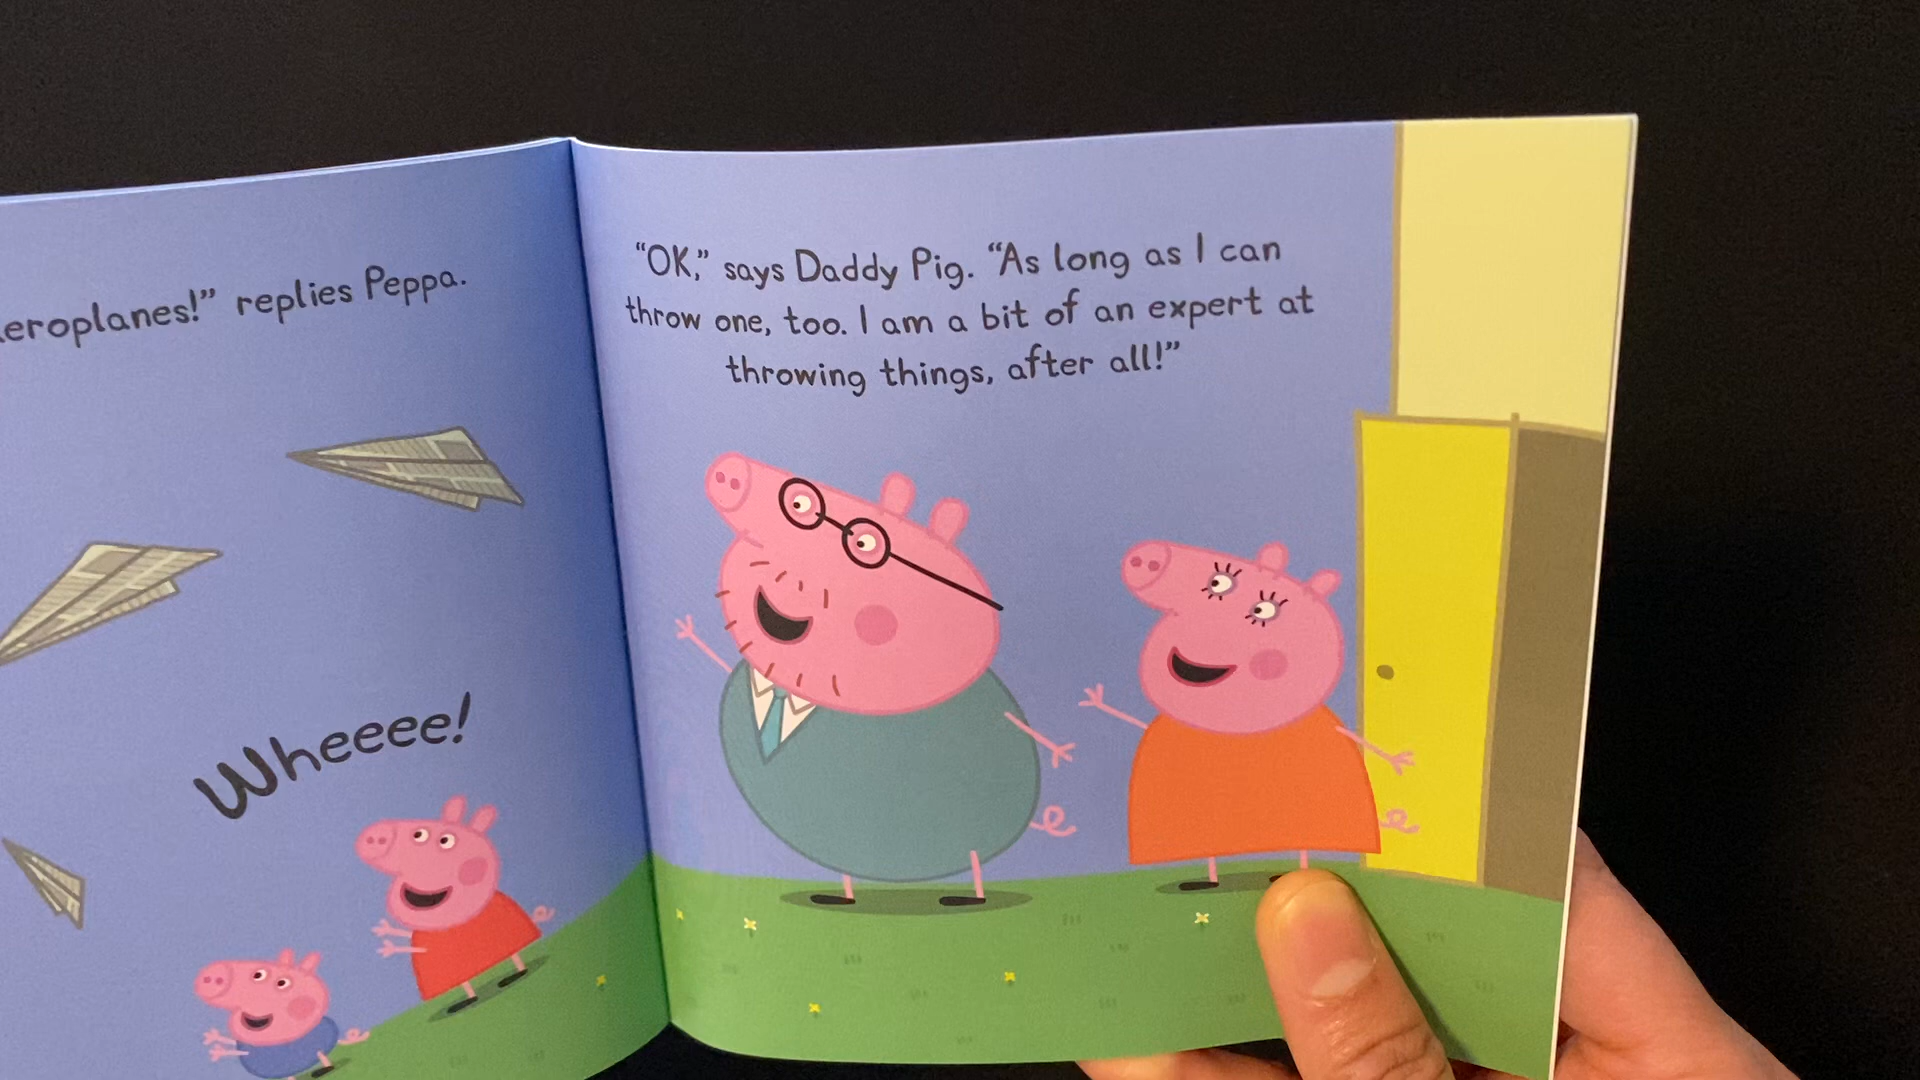 replies Peppa.
Wheeee!
“OK,” says Daddy Pig. “As long as I can
throw one, too. I am a bit of an expert at
throwing things, after all!”